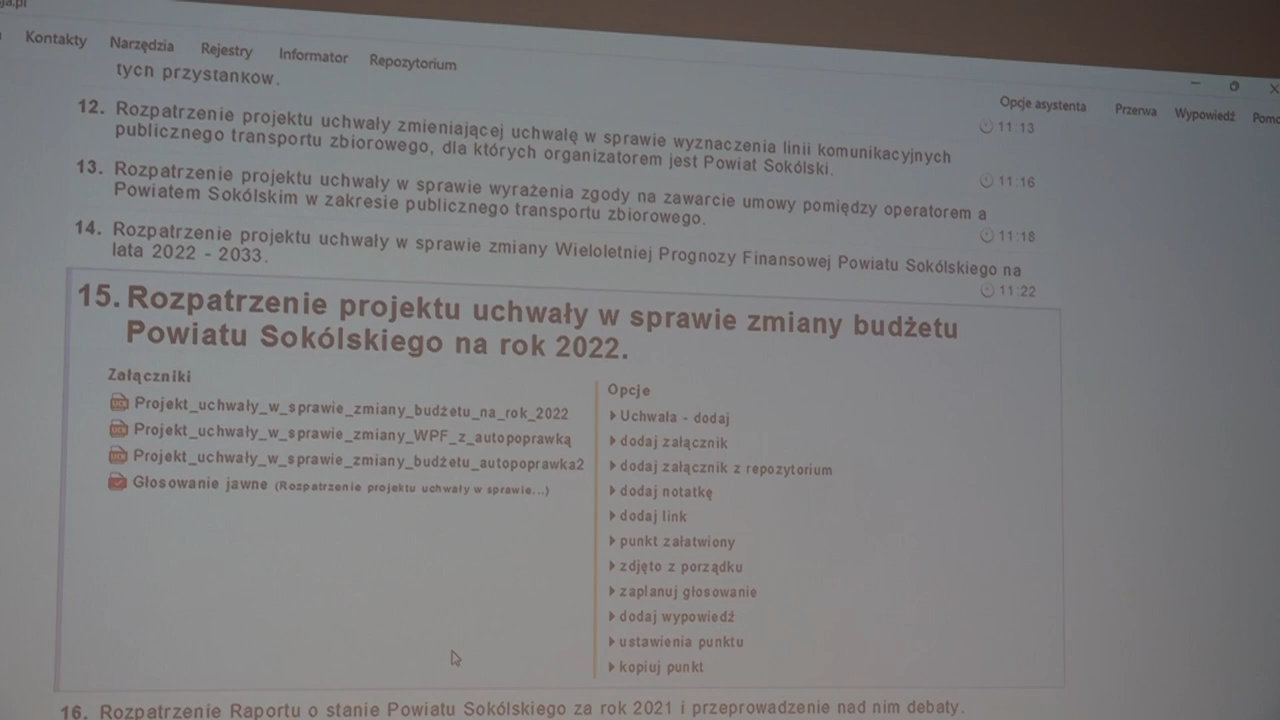 ja.pl
Kontakty Narzędzia Rejestry Informator Repozytorium
Opcje asystenta Przerwa Wypowiedź Pomo
tych przystanków.
12. Rozpatrzenie projektu uchwały zmieniającej uchwałę w sprawie wyznaczenia linii komunikacyjnych
publicznego transportu zbiorowego, dla których organizatorem jest Powiat Sokólski.
11:13
13. Rozpatrzenie projektu uchwały w sprawie wyrażenia zgody na zawarcie umowy pomiędzy operatorem a
Powiatem Sokólskim w zakresie publicznego transportu zbiorowego.
11:16
14. Rozpatrzenie projektu uchwały w sprawie zmiany Wieloletniej Prognozy Finansowej Powiatu Sokólskiego na
lata 2022 - 2033.
11:18
11:22
15. Rozpatrzenie projektu uchwały w sprawie zmiany budżetu
Powiatu Sokólskiego na rok 2022.
Załączniki
Projekt_uchwały_w_sprawie_zmiany_budżetu_na_rok_2022
Projekt_uchwały_w_sprawie_zmiany_WPF_z_autopoprawką
Projekt_uchwały_w_sprawie_zmiany_budżetu_autopoprawka2
Głosowanie jawne (Rozpatrzenie projektu uchwały w sprawie...)
Opcje
Uchwała - dodaj
dodaj załącznik
dodaj załącznik z repozytorium
dodaj notatkę
dodaj link
punkt załatwiony
zdjęto z porządku
zaplanuj głosowanie
dodaj wypowiedź
ustawienia punktu
kopiuj punkt
16. Rozpatrzenie Raportu o stanie Powiatu Sokólskiego za rok 2021 i przeprowadzenie nad nim debaty.